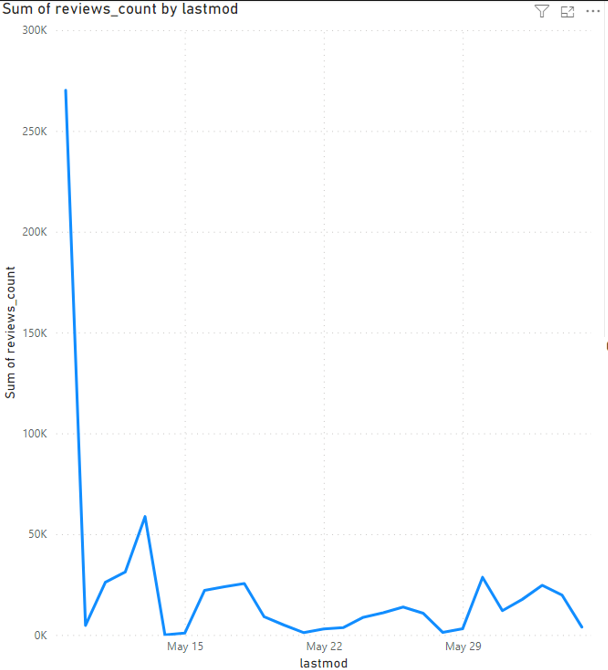 Sum of reviews_count by lastmod
300K
250K
200K
150K
100K
50K
0K
Sum of reviews_count
May 15
May 22
May 29
lastmod